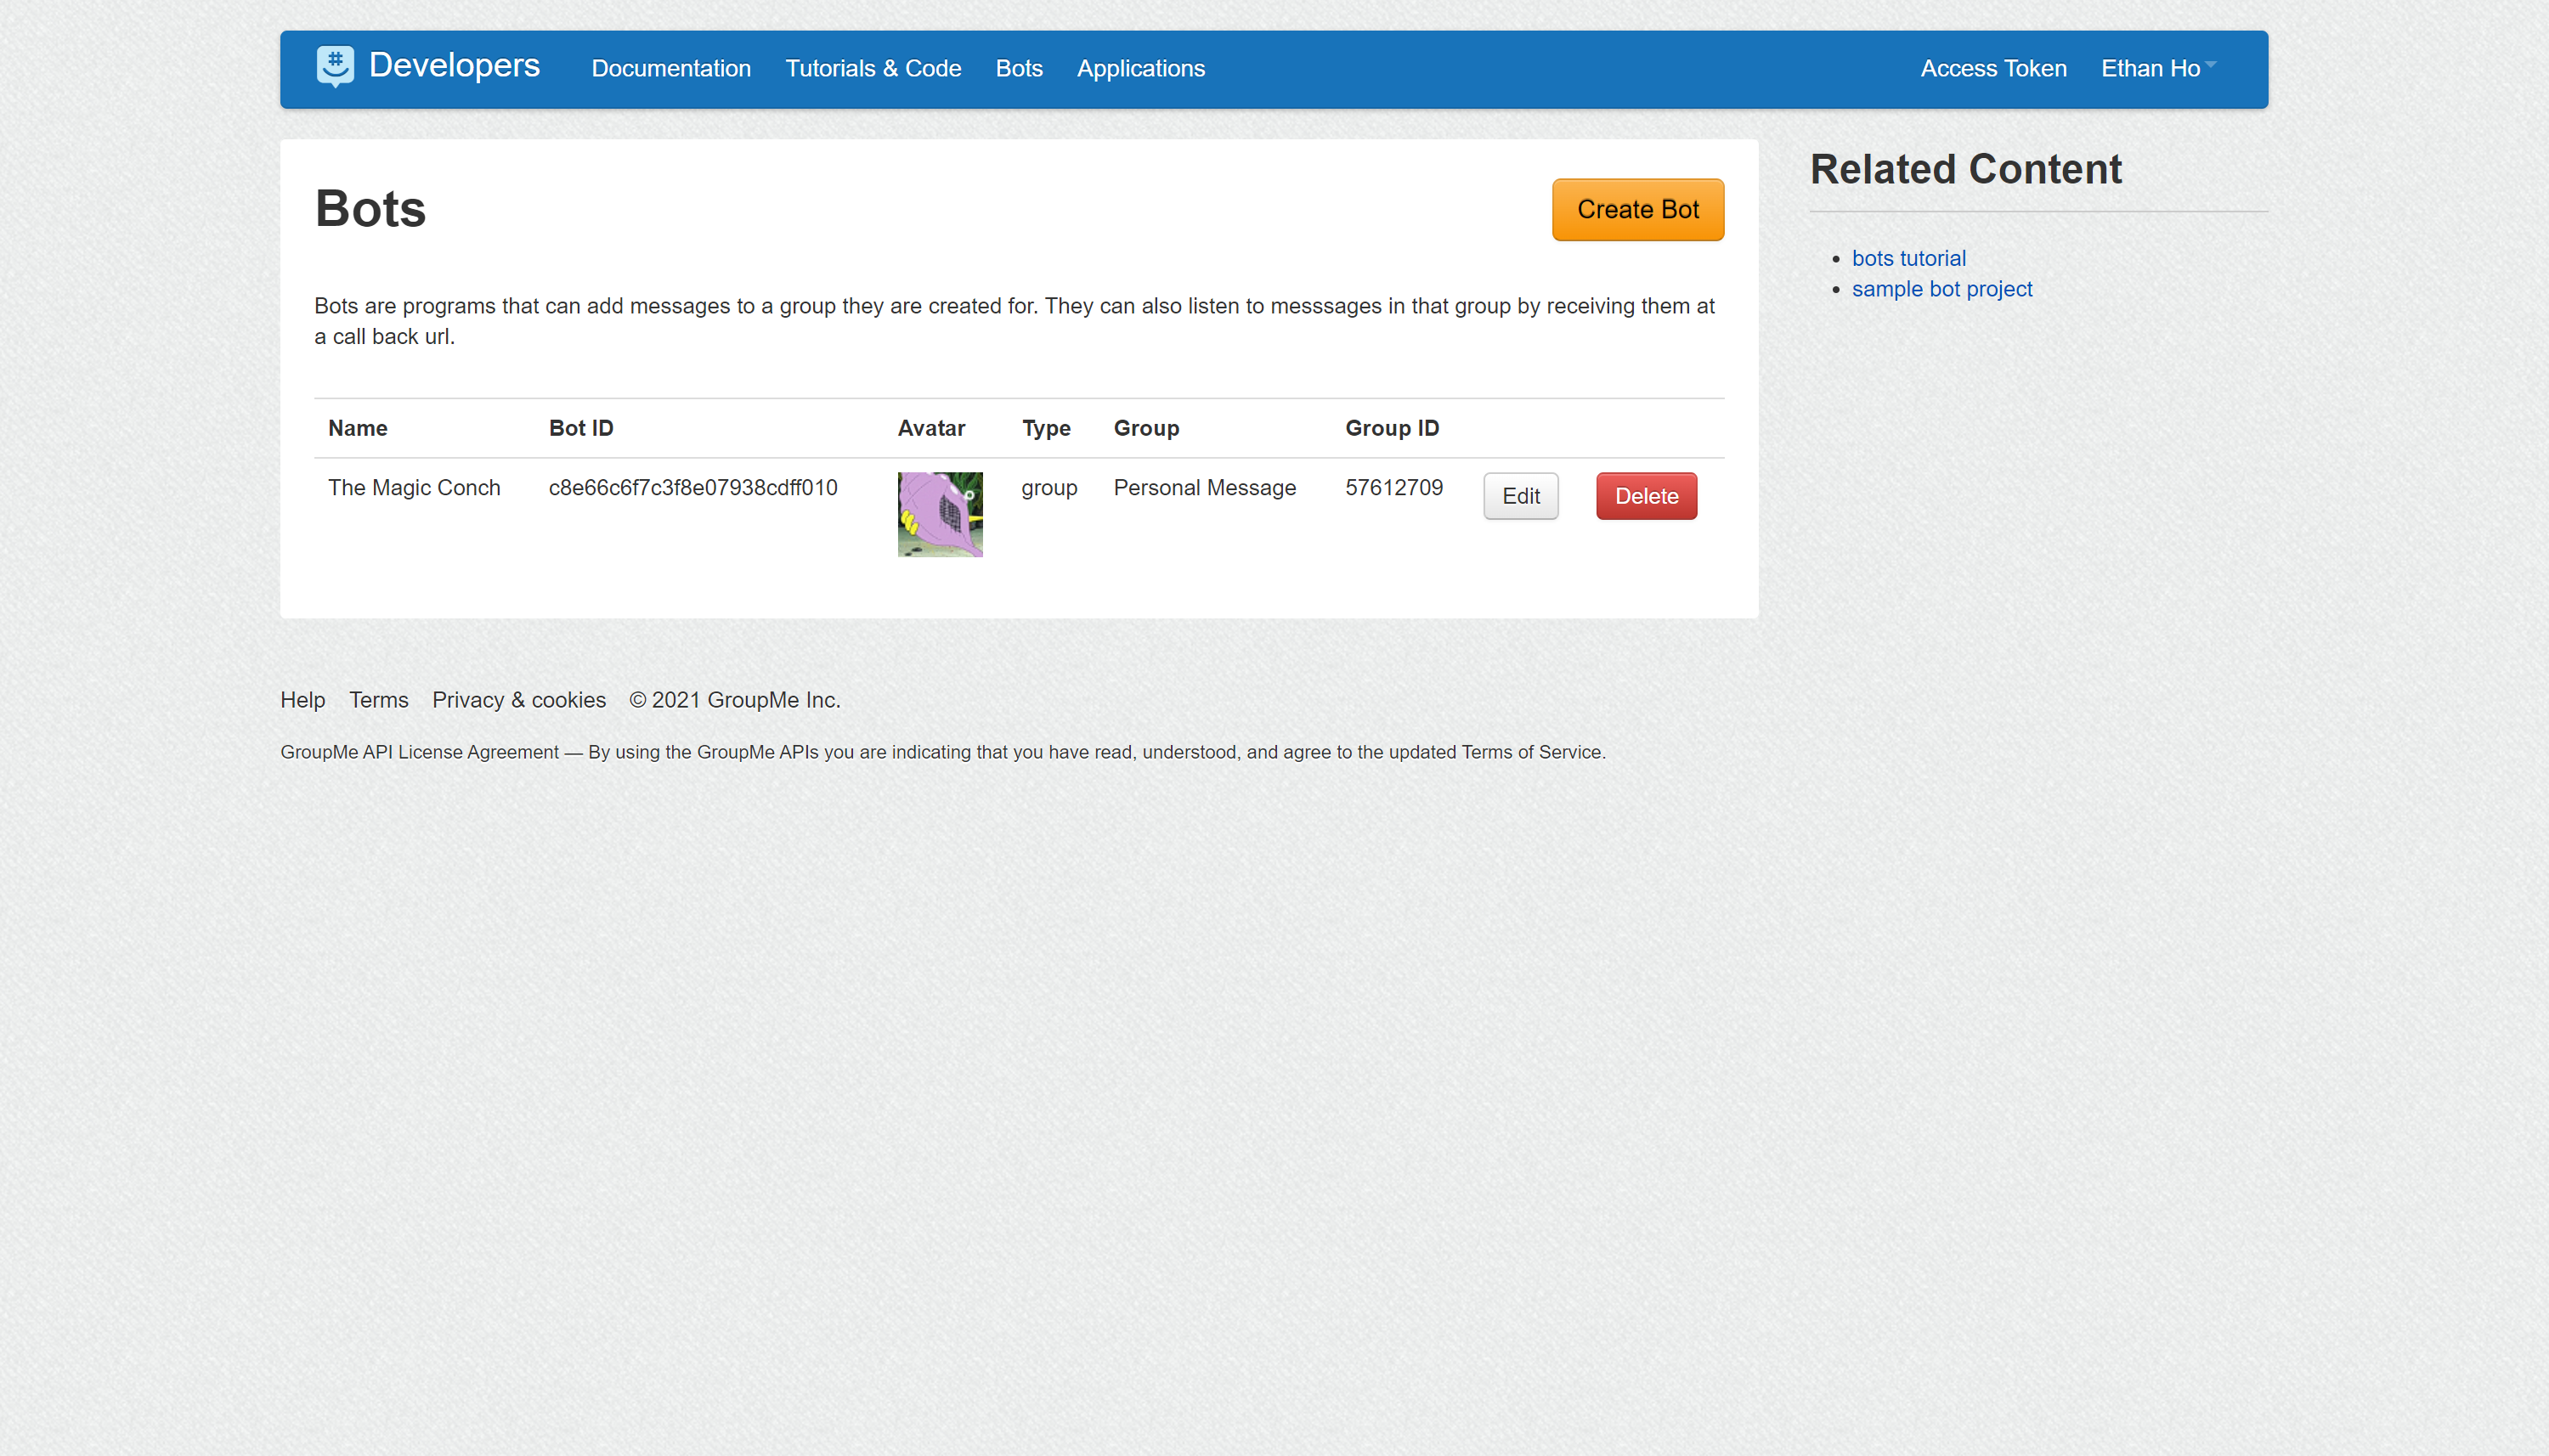 Developers Documentation Tutorials & Code Bots Applications Access Token Ethan Ho
Bots
Create Bot
Bots are programs that can add messages to a group they are created for. They can also listen to messsages in that group by receiving them at
a call back url.
Name Bot ID Avatar Type Group Group ID
The Magic Conch c8e66c6f7c3f8e07938cdff010 group Personal Message 57612709 Edit Delete
Related Content
bots tutorial
sample bot project
Help Terms Privacy & cookies © 2021 GroupMe Inc.
GroupMe API License Agreement — By using the GroupMe APIs you are indicating that you have read, understood, and agree to the updated Terms of Service.